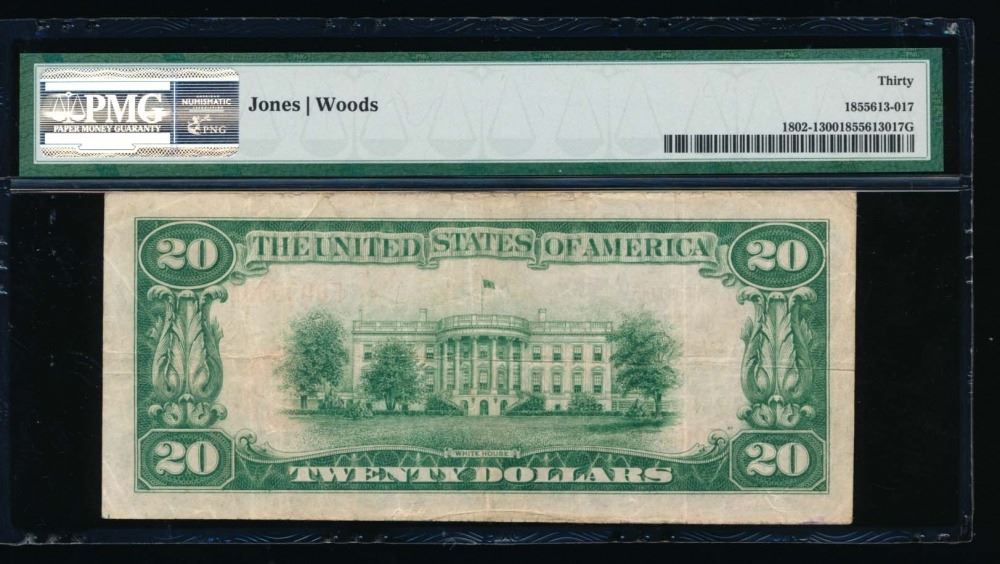 PMG
PAPER MONEY GUARANTY
NUMISMATIC
PNG
Jones | Woods
Thirty
1855613-017
1802-13001855613017G
20 THE UNITED STATES OF AMERICA 20
WHITE HOUSE
20 TWENTY DOLLARS 20